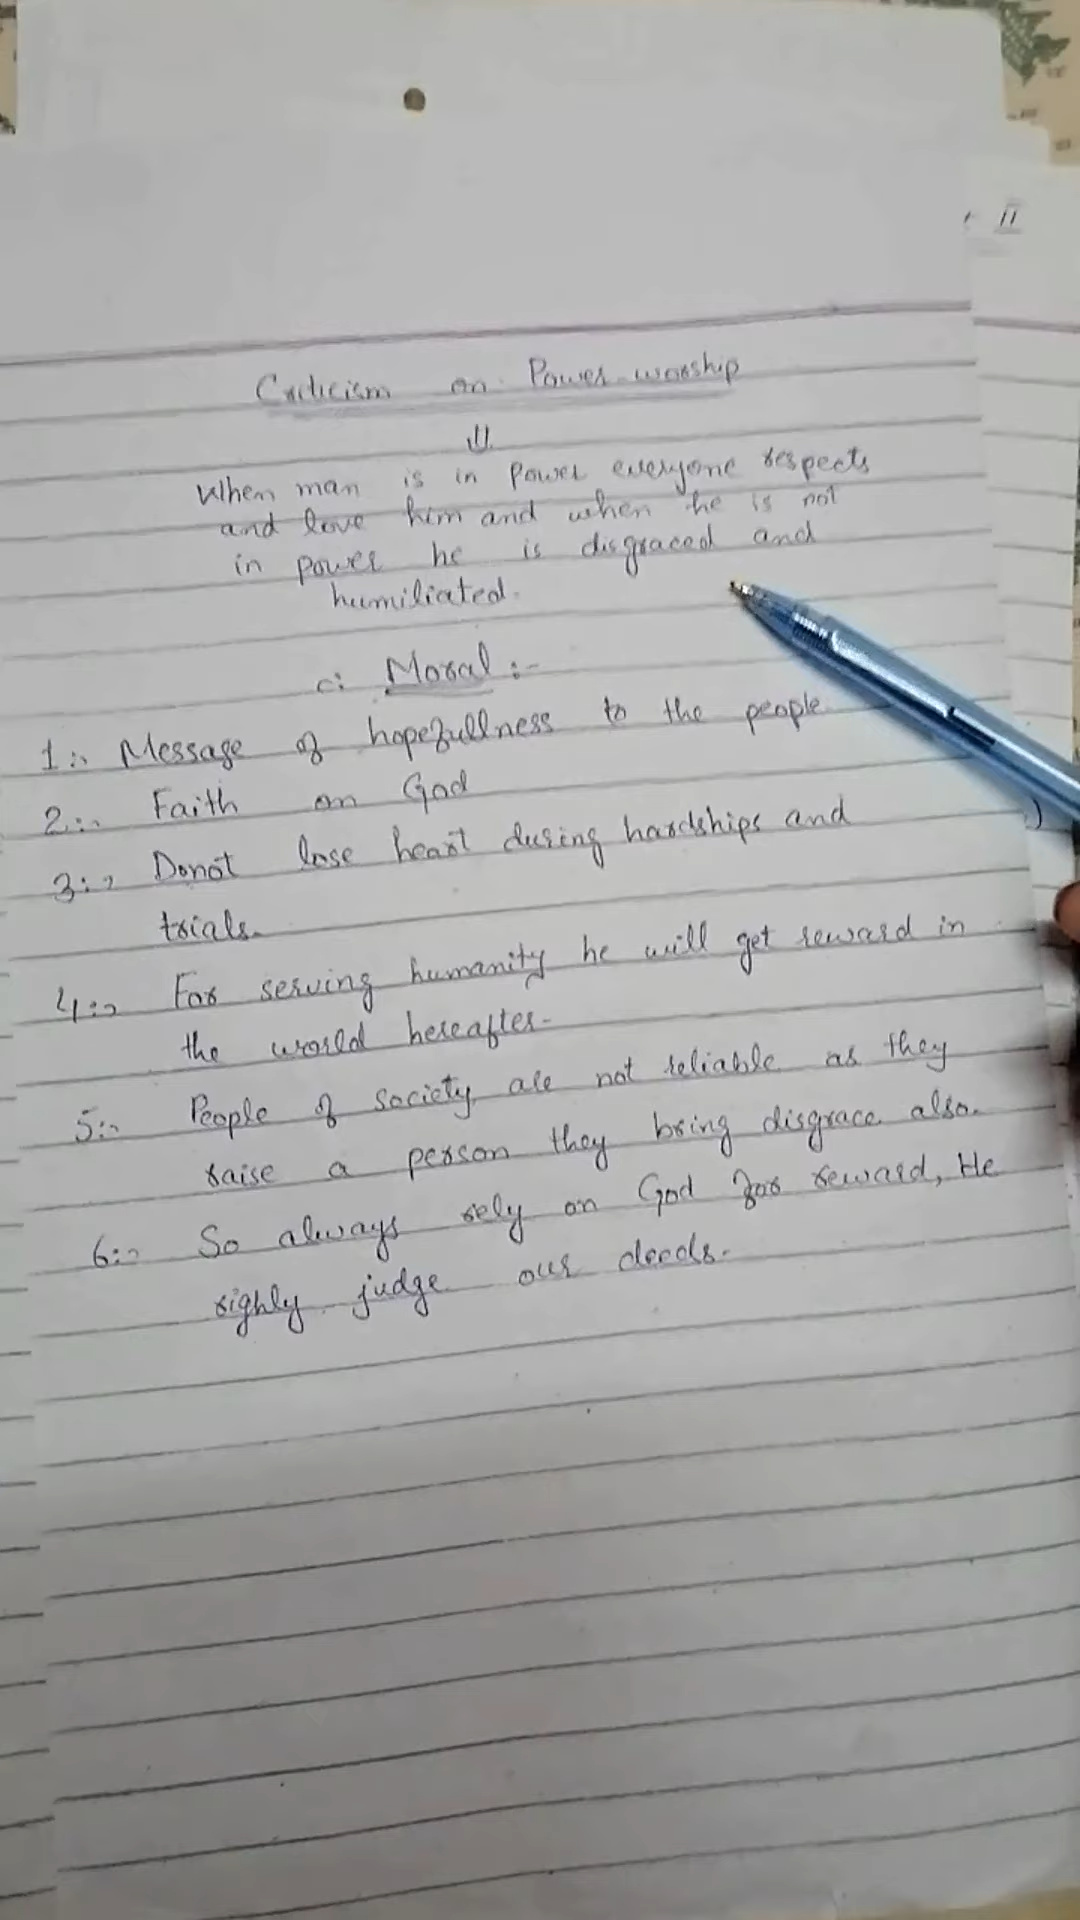 11
Criticism on Power worship
⇓
When man is in Power everyone respects
and love him and when he is not
in power he is disgraced and
humiliated.
c: Moral :-
1:- Message of hopefullness to the people
2:- Faith on God
3:- Donot lose heart during hardships and
trials.
4:- For serving humanity he will get reward in
the world hereafter.
5:- People of society are not reliable as they
raise a person they bring disgrace also.
6:- So always rely on God for reward, He
righly judge our deeds.